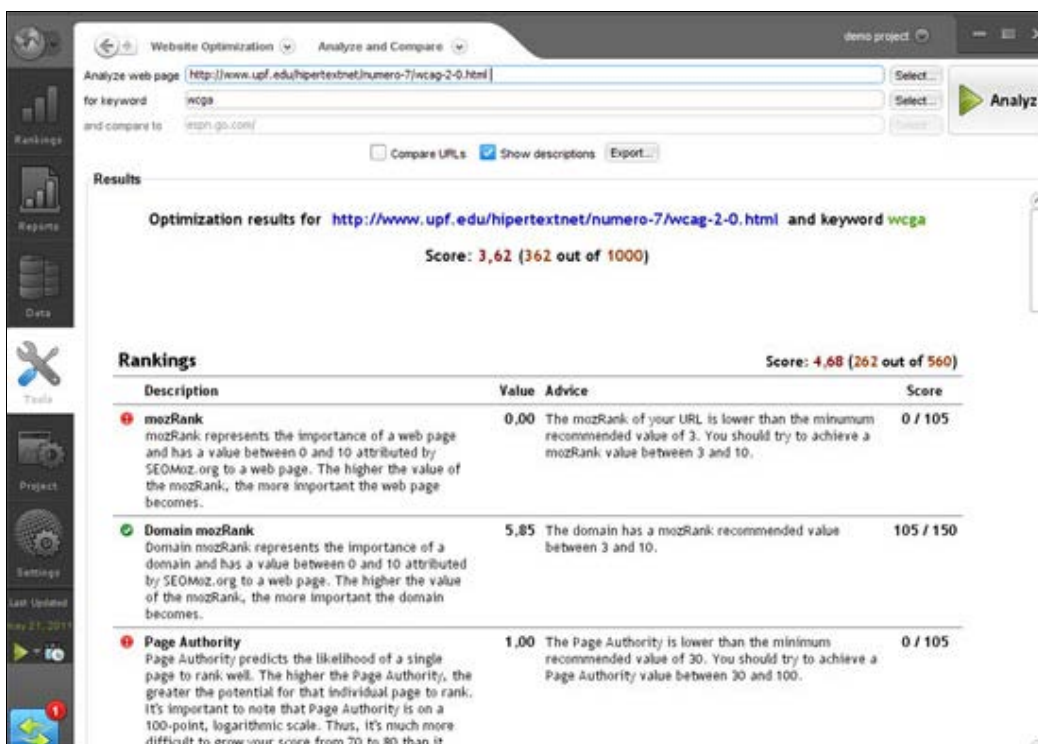 Website Optimization Analyze and Compare demo project
Analyze web page http://www.upf.edu/hipertextnet/numero-7/wcag-2-0.html Select...
for keyword wcga Select... Analyz
and compare to espn.go.com/ Select...
Compare URLs Show descriptions Export...
Results
Optimization results for http://www.upf.edu/hipertextnet/numero-7/wcag-2-0.html and keyword wcga
Score: 3,62 (362 out of 1000)
Rankings
Reports
Data
Tools
Project
Settings
Last Updated
may 21, 2011
1
Rankings Score: 4,68 (262 out of 560)
Description Value Advice Score
mozRank 0,00 The mozRank of your URL is lower than the minumum 0 / 105
mozRank represents the importance of a web page recommended value of 3. You should try to achieve a
and has a value between 0 and 10 attributed by mozRank value between 3 and 10.
SEOMoz.org to a web page. The higher the value of
the mozRank, the more important the web page
becomes.
Domain mozRank 5,85 The domain has a mozRank recommended value 105 / 150
Domain mozRank represents the importance of a between 3 and 10.
domain and has a value between 0 and 10 attributed
by SEOMoz.org to a web page. The higher the value
of the mozRank, the more important the domain
becomes.
Page Authority 1,00 The Page Authority is lower than the minimum 0 / 105
Page Authority predicts the likelihood of a single recommended value of 30. You should try to achieve a
page to rank well. The higher the Page Authority, the Page Authority value between 30 and 100.
greater the potential for that individual page to rank.
It's important to note that Page Authority is on a
100-point, logarithmic scale. Thus, it's much more
difficult to grow your score from 70 to 80 than it